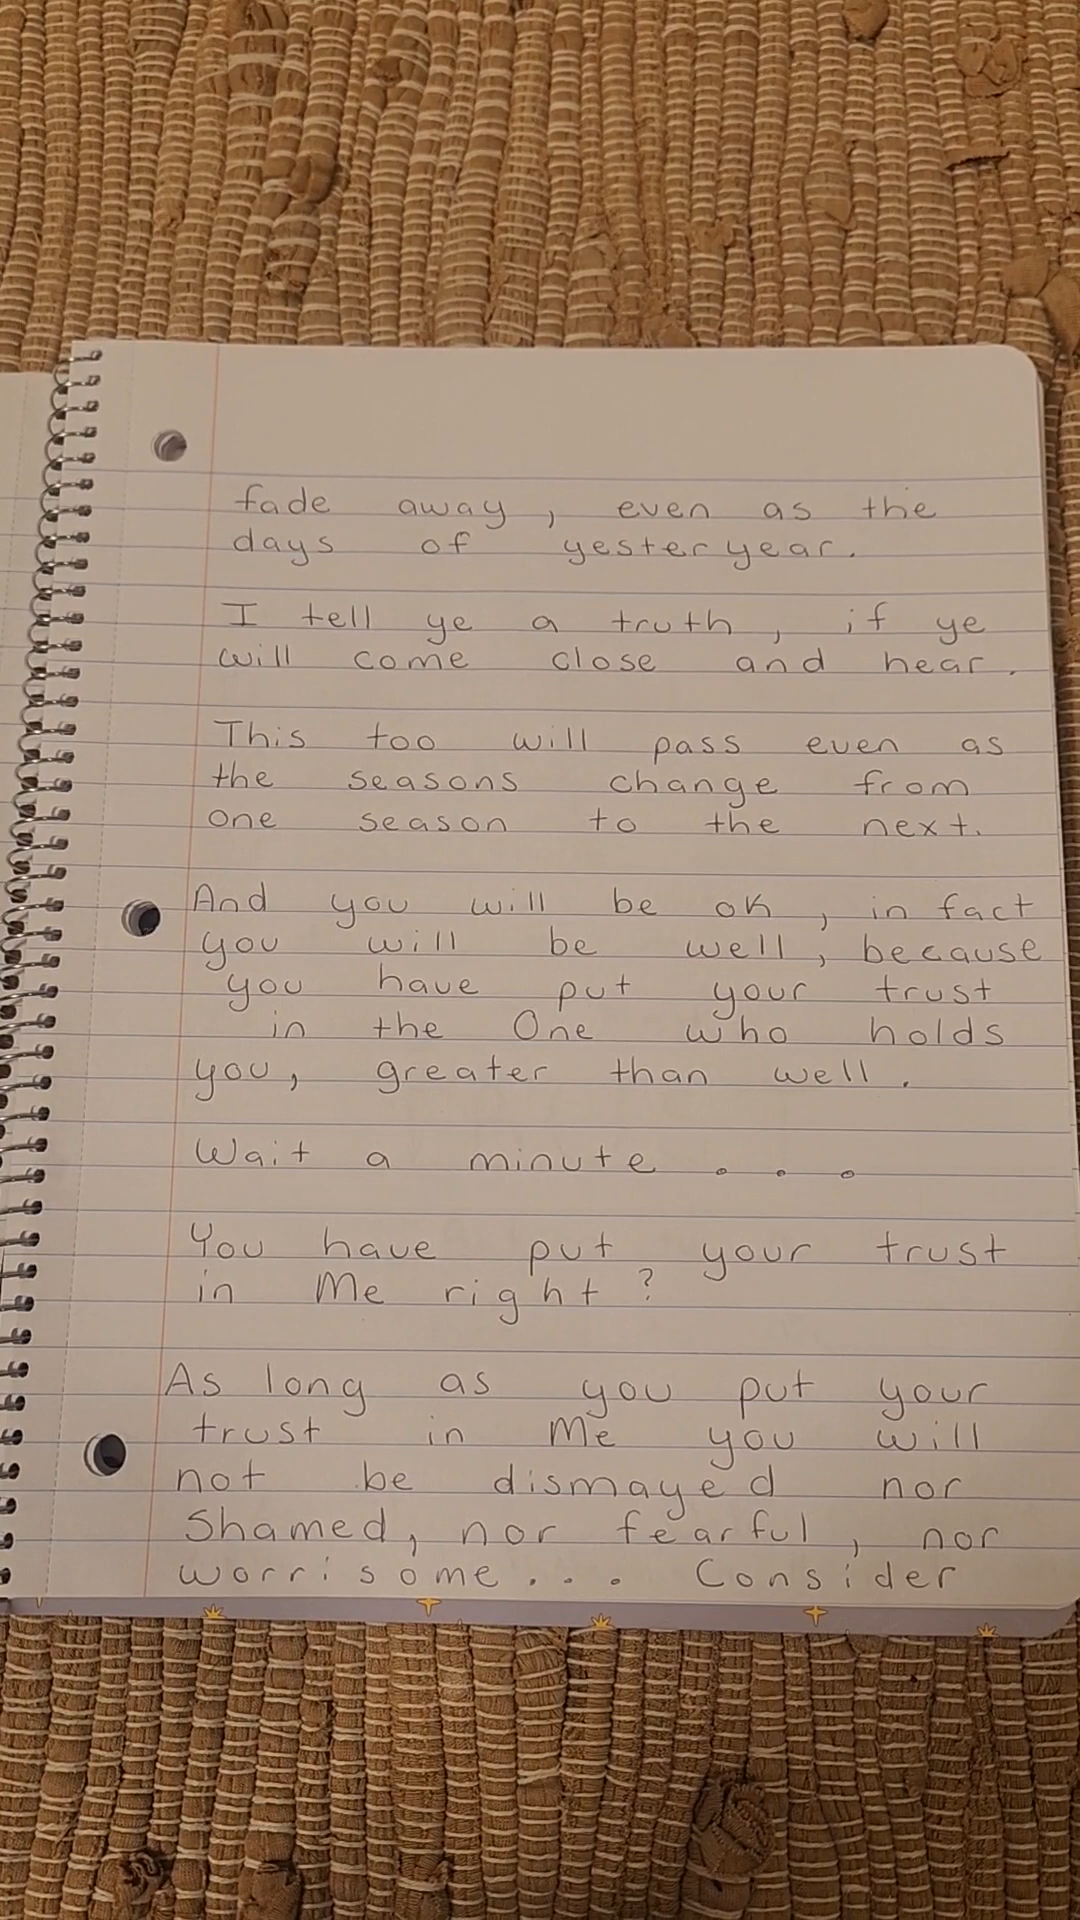 fade away, even as the
days of yesteryear.
I tell ye a truth, if ye
will come close and hear.
This too will pass even as
the seasons change from
one season to the next.
And you will be ok, in fact
you will be well, because
you have put your trust
in the One who holds
you, greater than well.
Wait a minute...
You have put your trust
in Me right?
As long as you put your
trust in Me you will
not be dismayed nor
Shamed, nor fearful, nor
worrisome... Consider